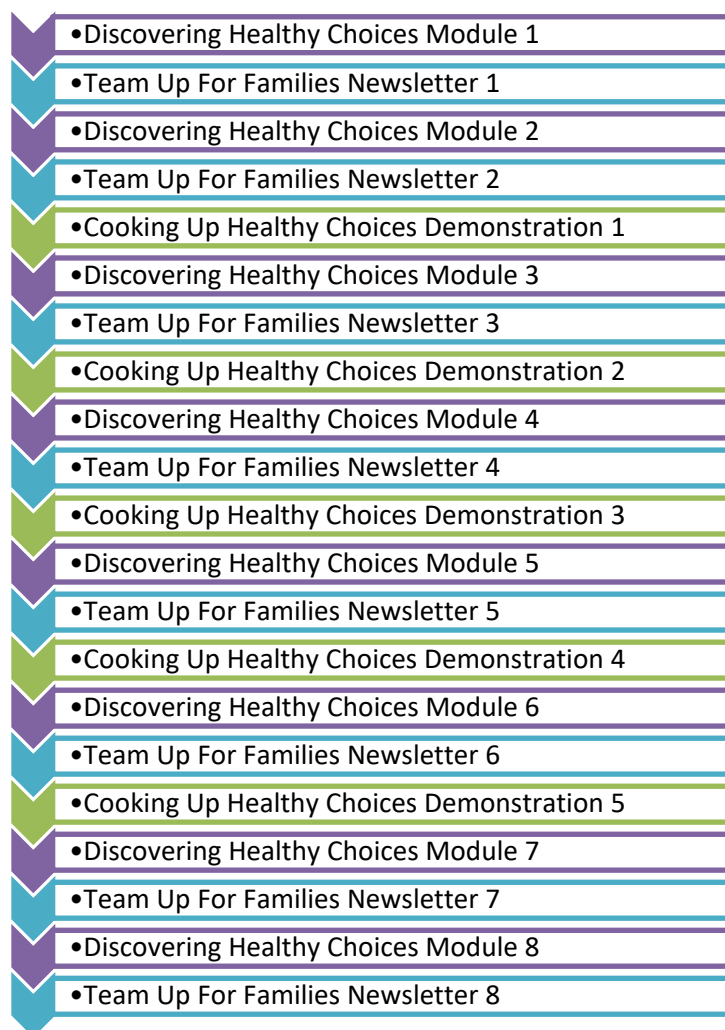 •Discovering Healthy Choices Module 1
•Team Up For Families Newsletter 1
•Discovering Healthy Choices Module 2
•Team Up For Families Newsletter 2
•Cooking Up Healthy Choices Demonstration 1
•Discovering Healthy Choices Module 3
•Team Up For Families Newsletter 3
•Cooking Up Healthy Choices Demonstration 2
•Discovering Healthy Choices Module 4
•Team Up For Families Newsletter 4
•Cooking Up Healthy Choices Demonstration 3
•Discovering Healthy Choices Module 5
•Team Up For Families Newsletter 5
•Cooking Up Healthy Choices Demonstration 4
•Discovering Healthy Choices Module 6
•Team Up For Families Newsletter 6
•Cooking Up Healthy Choices Demonstration 5
•Discovering Healthy Choices Module 7
•Team Up For Families Newsletter 7
•Discovering Healthy Choices Module 8
•Team Up For Families Newsletter 8